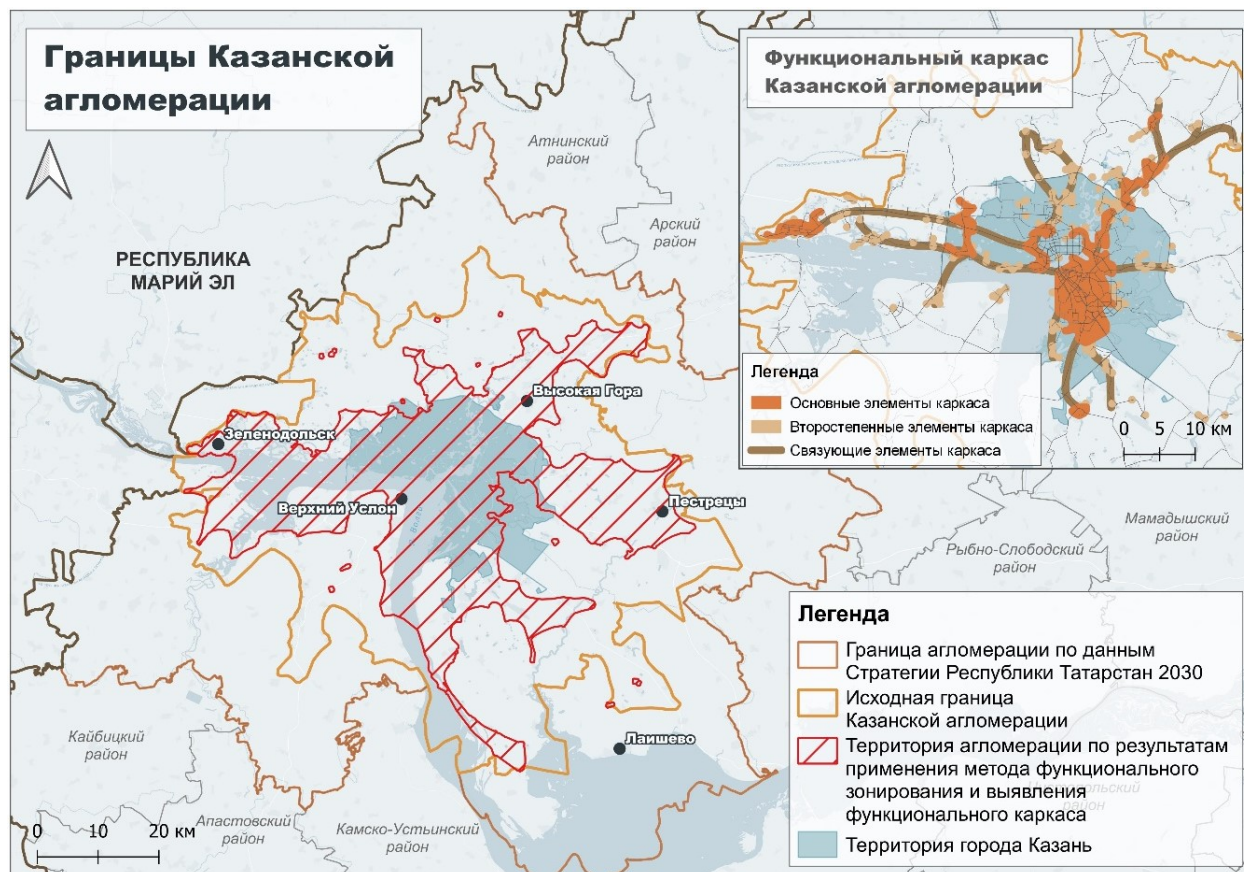 Границы Казанской
агломерации
Функциональный каркас
Казанской агломерации
Атнинский
район
Арский
район
РЕСПУБЛИКА
МАРИЙ ЭЛ
Легенда
Основные элементы каркаса
Второстепенные элементы каркаса
Связующие элементы каркаса
0 5 10 км
Высокая Гора
Зеленодольск
Верхний Услон
Пестрецы
Мамадышский
район
Рыбно-Слободский
район
Лаишево
Кайбицкий
район
Апастовский
район
Камско-Устьинский
район
0 10 20 км
Легенда
Граница агломерации по данным
Стратегии Республики Татарстан 2030
Исходная граница
Казанской агломерации
Территория агломерации по результатам
применения метода функционального
зонирования и выявления
функционального каркаса
район
Территория города Казань